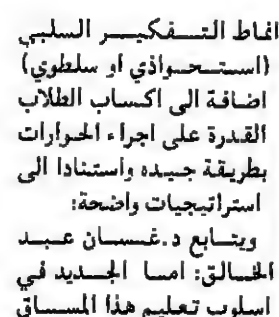 انماط التفكير السلبي
(استحواذي او سلطوي)
اضافة الى اكساب الطلاب
القدرة على اجراء الحوارات
بطريقة جيده واستنادا الى
استراتيجيات واضحة:
ويتابع د.غسان عبد
الخالق: اما الجديد في
اسلوب تعليم هذا المساق